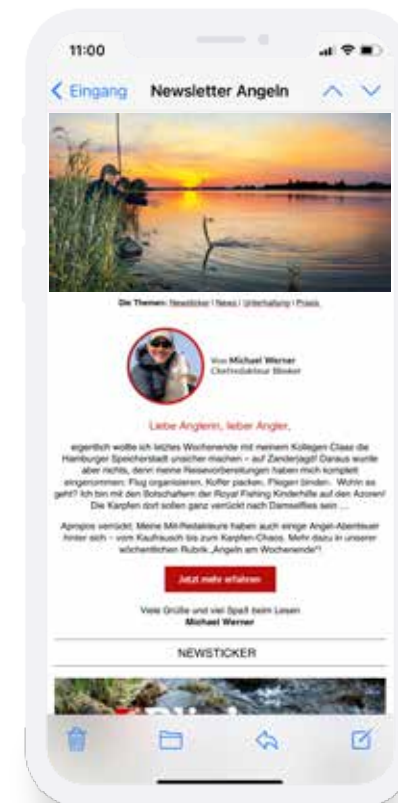 11:00
Eingang
Newsletter Angeln
Die Themen: Newsticker | News | Unterhaltung | Praxis
Von Michael Werner
Chefredakteur Blinker
Liebe Anglerin, lieber Angler,
eigentlich wollte ich letztes Wochenende mit meinem Kollegen Claas die
Hamburger Speicherstadt unsicher machen – auf Zanderjagd! Daraus wurde
aber nichts, denn meine Reisevorbereitungen haben mich komplett
eingenommen: Flug organisieren, Koffer packen, Fliegen binden. Wohin es
geht? Ich bin mit den Botschaftern der Royal Fishing Kinderhilfe auf den Azoren!
Die Karpfen dort sollen ganz verrückt nach Damselflies sein ...
Apropos verrückt: Meine Mit-Redakteure haben auch einige Angel-Abenteuer
hinter sich – vom Kaufrausch bis zum Karpfen-Chaos. Mehr dazu in unserer
wöchentlichen Rubrik „Angeln am Wochenende"!
Jetzt mehr erfahren
Viele Grüße und viel Spaß beim Lesen
Michael Werner
NEWSTICKER